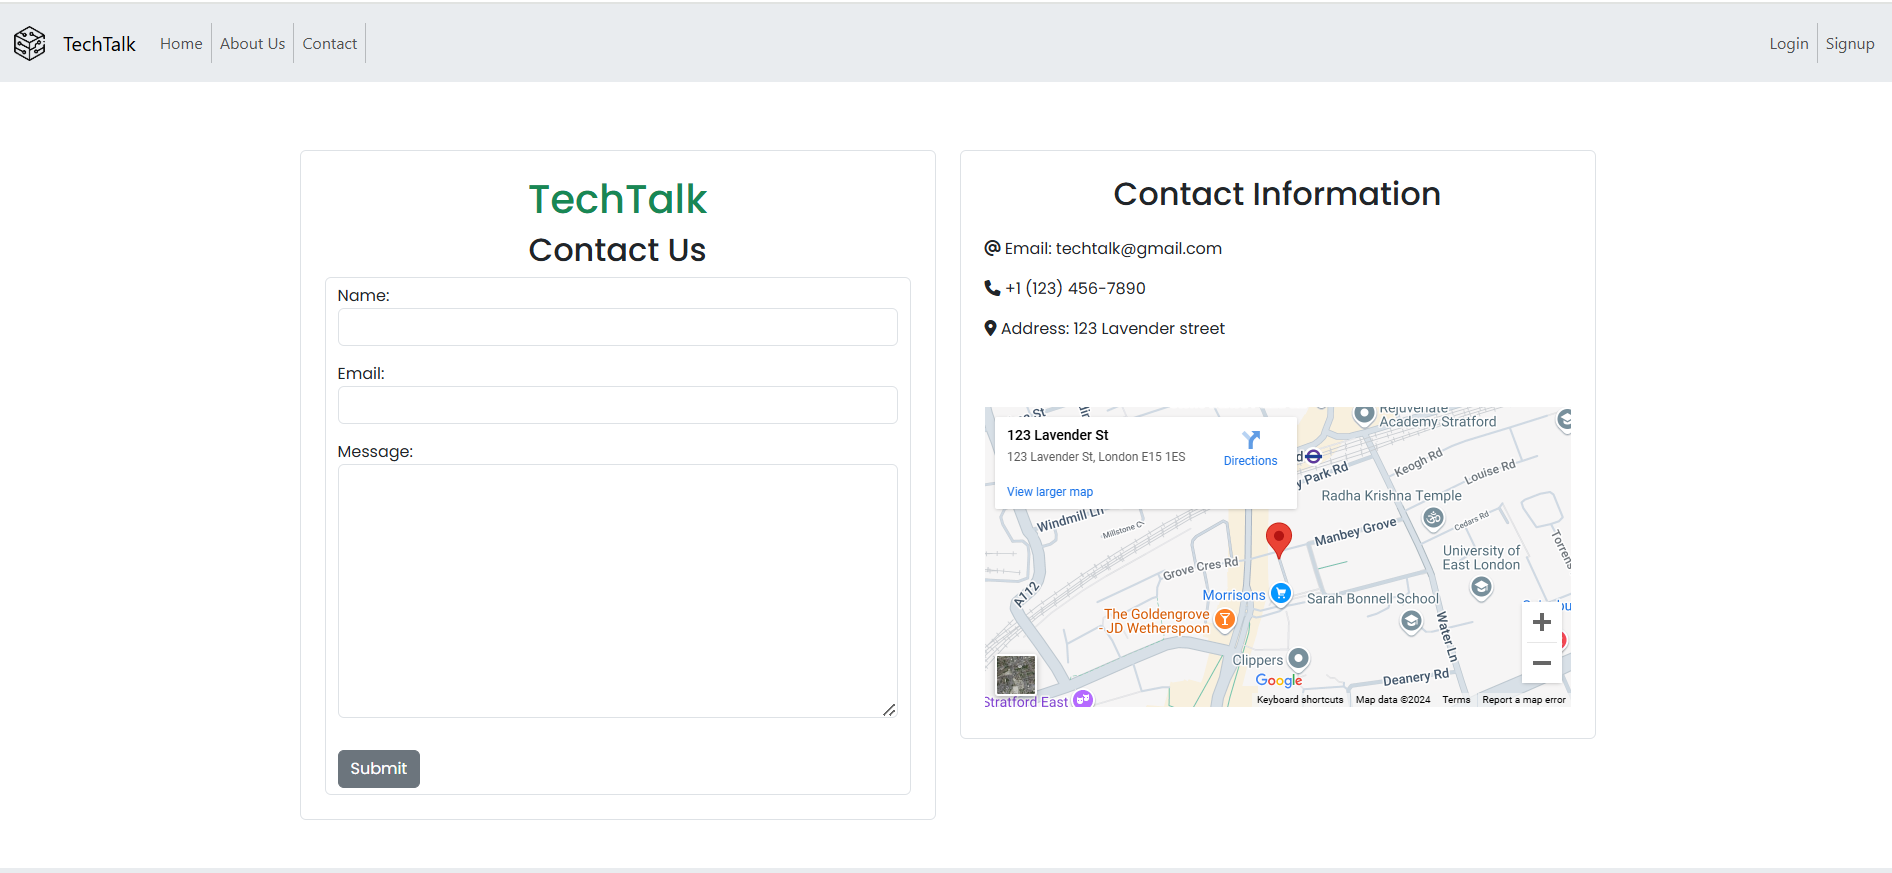 TechTalk
Home
About Us
Contact
Login
Signup
TechTalk
Contact Us
Name:
Email:
Message:
Submit
Contact Information
Email: techtalk@gmail.com
+1 (123) 456-7890
Address: 123 Lavender street
123 Lavender St
123 Lavender St, London E15 1ES
Directions
View larger map
Rejuvenate
Academy Stratford
Keogh Rd
Louise Rd
Park Rd
Radha Krishna Temple
Cedars Rd
Windmill Ln
Millstone C
Manbey Grove
University of
East London
Grove Cres Rd
A112
Morrisons
Sarah Bonnell School
The Goldengrove
- JD Wetherspoon
Water Ln
Clippers
Deanery Rd
Google
Stratford East
Keyboard shortcuts
Map data ©2024
Terms
Report a map error